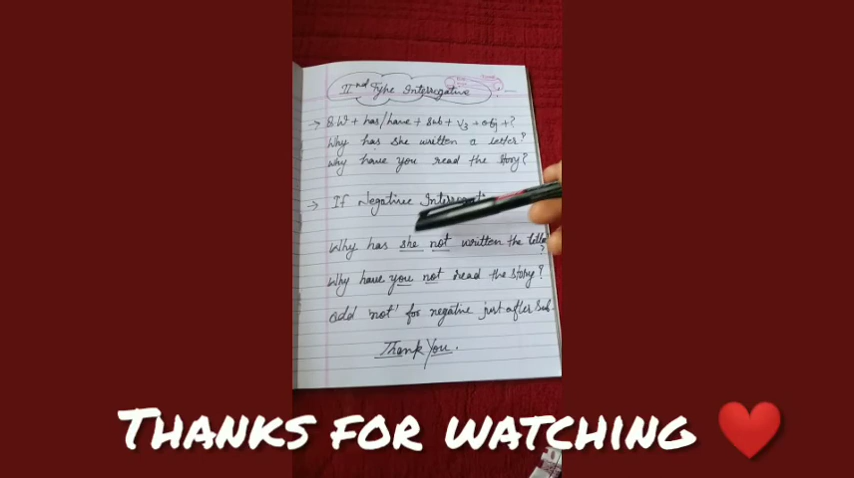 IInd Type Interrogative
→ Q.W + has/have + sub + V3 + obj + ?
Why has she written a letter?
Why have you read the story?
→ If Negative Interrogati
Why has she not written the letter?
Why have you not read the story?
add 'not' for negative just after Sub.
Thank You.
THANKS FOR WATCHING ❤️